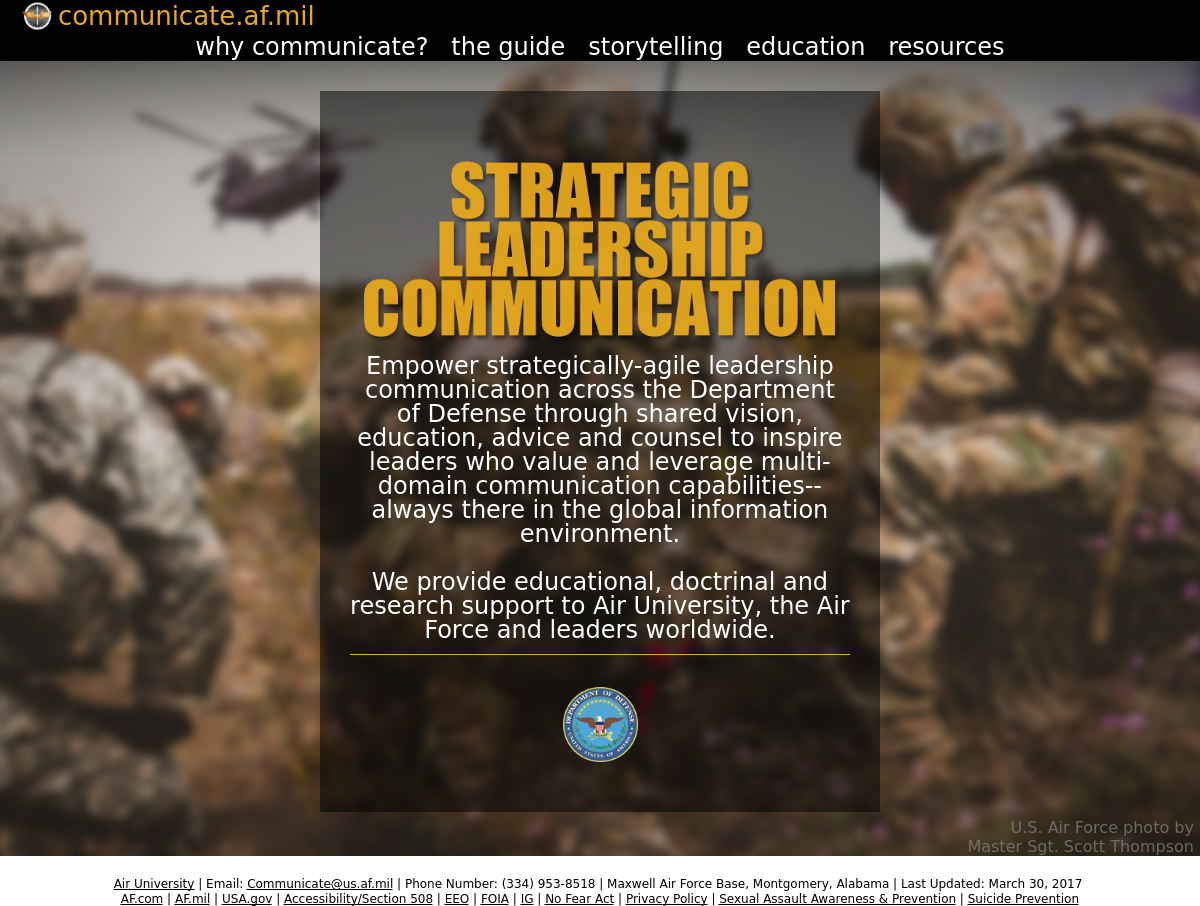 communicate.af.mil
why communicate? the guide storytelling education resources
STRATEGIC
LEADERSHIP
COMMUNICATION
Empower strategically-agile leadership
communication across the Department
of Defense through shared vision,
education, advice and counsel to inspire
leaders who value and leverage multi-
domain communication capabilities--
always there in the global information
environment.
We provide educational, doctrinal and
research support to Air University, the Air
Force and leaders worldwide.
DEPARTMENT OF DEFENSE
UNITED STATES OF AMERICA
U.S. Air Force photo by
Master Sgt. Scott Thompson
Air University | Email: Communicate@us.af.mil | Phone Number: (334) 953-8518 | Maxwell Air Force Base, Montgomery, Alabama | Last Updated: March 30, 2017
AF.com | AF.mil | USA.gov | Accessibility/Section 508 | EEO | FOIA | IG | No Fear Act | Privacy Policy | Sexual Assault Awareness & Prevention | Suicide Prevention